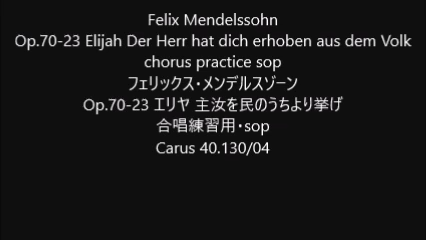 Felix Mendelssohn
Op.70-23 Elijah Der Herr hat dich erhoben aus dem Volk
chorus practice sop
フェリックス・メンデルスゾーン
Op.70-23 エリヤ 主汝を民のうちより挙げ
合唱練習用・sop
Carus 40.130/04